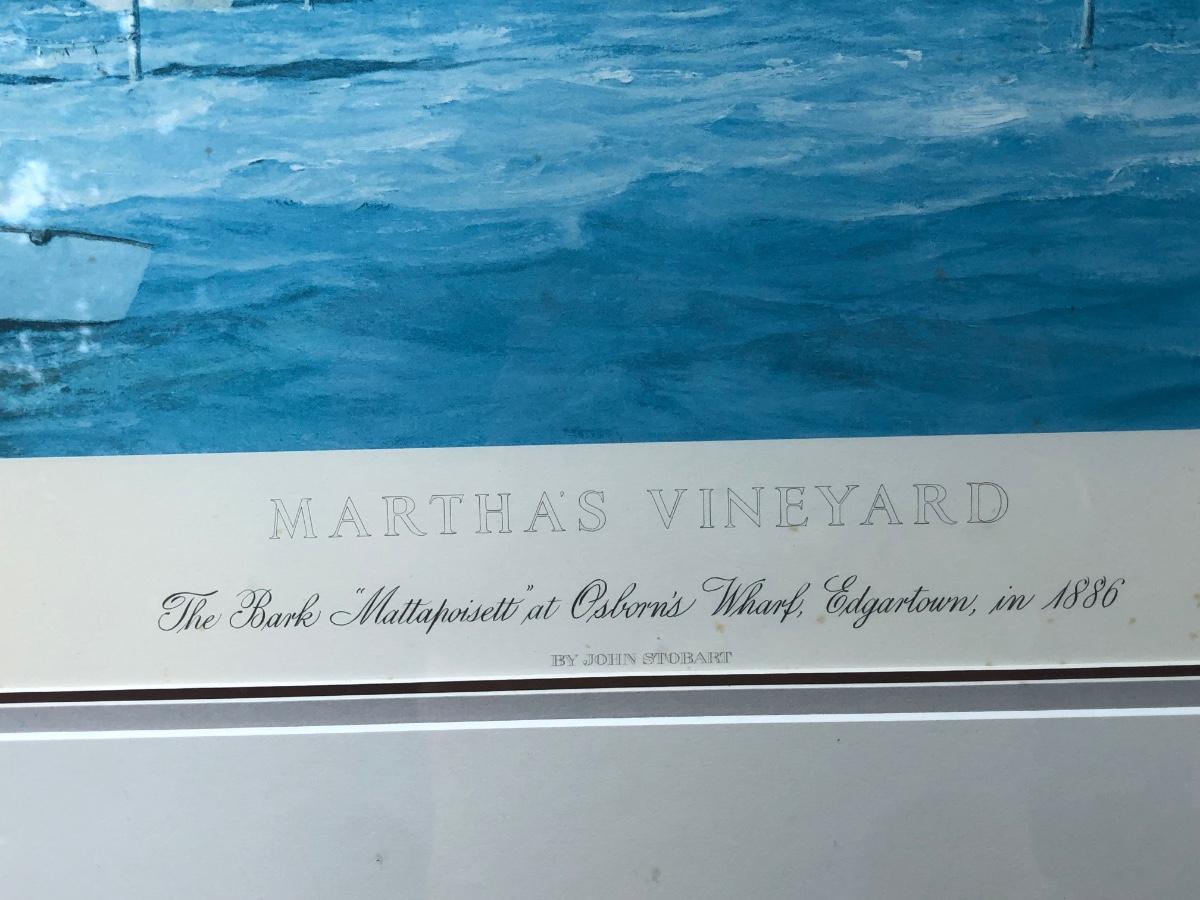 MARTHA'S VINEYARD
The Bark "Mattapoisett" at Osborn's Wharf, Edgartown, in 1886
BY JOHN STOBART